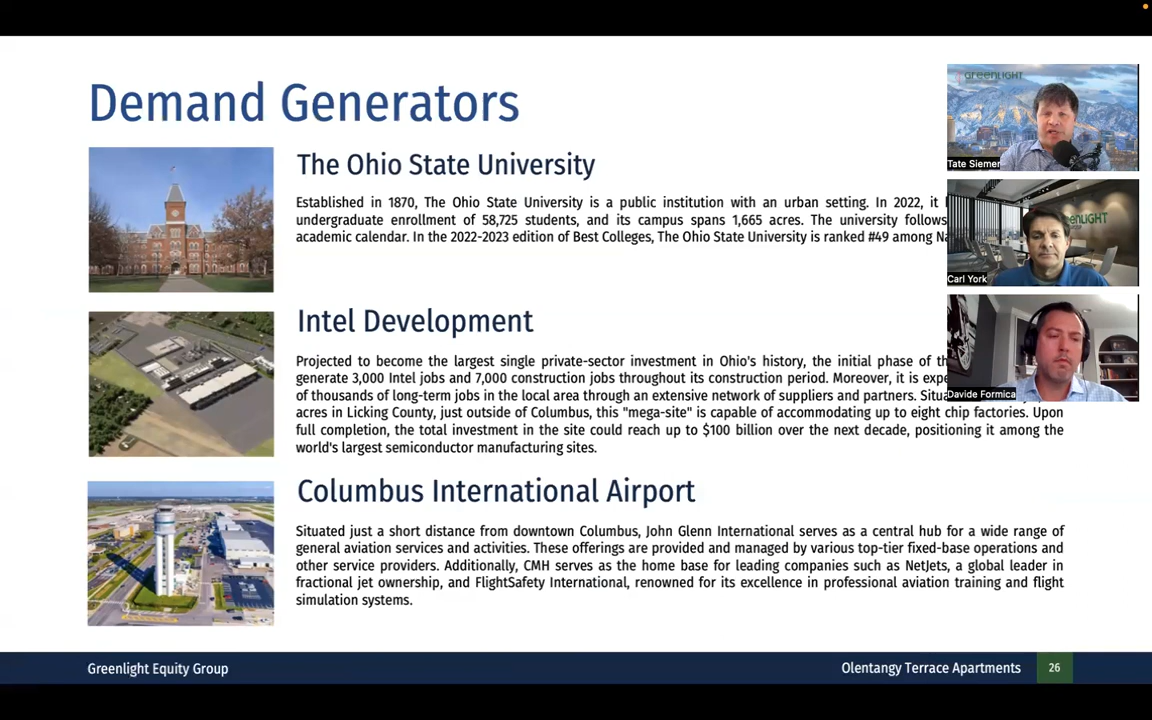 Demand Generators
The Ohio State University
Established in 1870, The Ohio State University is a public institution with an urban setting. In 2022, it
undergraduate enrollment of 58,725 students, and its campus spans 1,665 acres. The university follows
academic calendar. In the 2022-2023 edition of Best Colleges, The Ohio State University is ranked #49 among
Intel Development
Projected to become the largest single private-sector investment in Ohio's history, the initial phase of
generate 3,000 Intel jobs and 7,000 construction jobs throughout its construction period. Moreover, it is
of thousands of long-term jobs in the local area through an extensive network of suppliers and partners.
acres in Licking County, just outside of Columbus, this "mega-site" is capable of accommodating up to eight chip factories. Upon
full completion, the total investment in the site could reach up to $100 billion over the next decade, positioning it among the
world's largest semiconductor manufacturing sites.
Columbus International Airport
Situated just a short distance from downtown Columbus, John Glenn International serves as a central hub for a wide range of
general aviation services and activities. These offerings are provided and managed by various top-tier fixed-base operations and
other service providers. Additionally, CMH serves as the home base for leading companies such as NetJets, a global leader in
fractional jet ownership, and FlightSafety International, renowned for its excellence in professional aviation training and flight
simulation systems.
GREENLIGHT
Tate Siemer
GREENLIGHT
Carl York
Davide Formica
Greenlight Equity Group
Olentangy Terrace Apartments
26